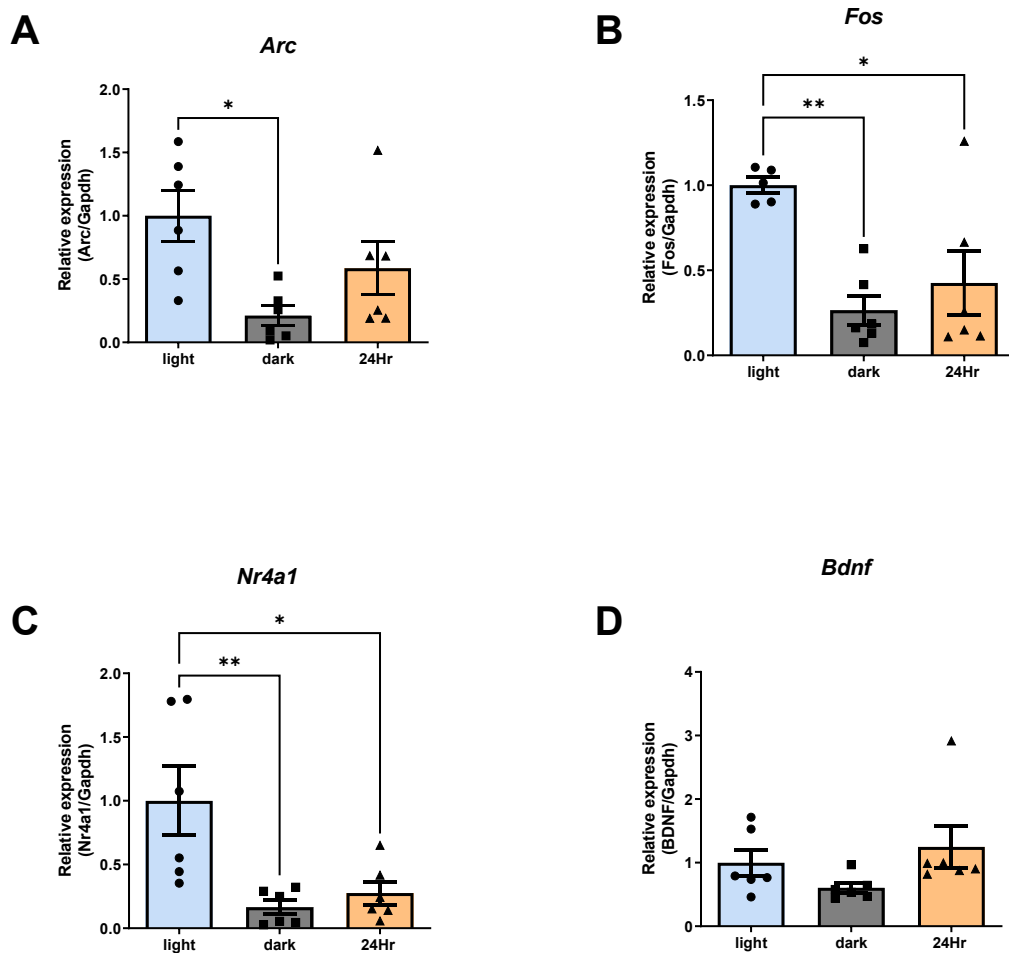 A
Arc
Relative expression
(Arc/Gapdh)
2.0
1.5
1.0
0.5
0.0
*
light
dark
24Hr
B
Fos
Relative expression
(Fos/Gapdh)
1.5
1.0
0.5
0.0
*
**
light
dark
24Hr
C
Nr4a1
Relative expression
(Nr4a1/Gapdh)
2.0
1.5
1.0
0.5
0.0
*
**
light
dark
24Hr
D
Bdnf
Relative expression
(BDNF/Gapdh)
4
3
2
1
0
light
dark
24Hr